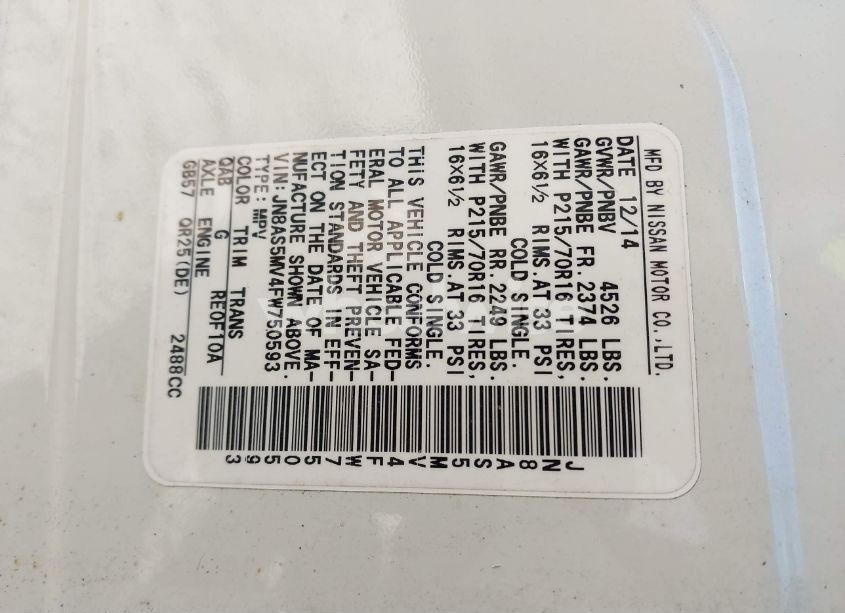 MFD BY NISSAN MOTOR CO.,LTD.
DATE 12/14
GVWR/PNBV 4526 LBS.
GAWR/PNBE FR.2374 LBS.
WITH P215/70R16 TIRES,
16X6½ RIMS.AT 33 PSI
COLD SINGLE.
GAWR/PNBE RR. 2249 LBS.
WITH P215/70R16 TIRES,
16X6½ RIMS.AT 33 PSI
COLD SINGLE.
THIS VEHICLE CONFORMS
TO ALL APPLICABLE FED-
ERAL MOTOR VEHICLE SA-
FETY AND THEFT PREVEN-
TION STANDARDS IN EFF-
ECT ON THE DATE OF MA-
NUFACTURE SHOWN ABOVE.
VIN:JN8AS5MV4FW750593
TYPE:MPV
COLOR TRIM TRANS
QAB G RE0F10A
AXLE ENGINE
GB57 QR25(DE) 2488CC
JN8AS5MV4FW750593